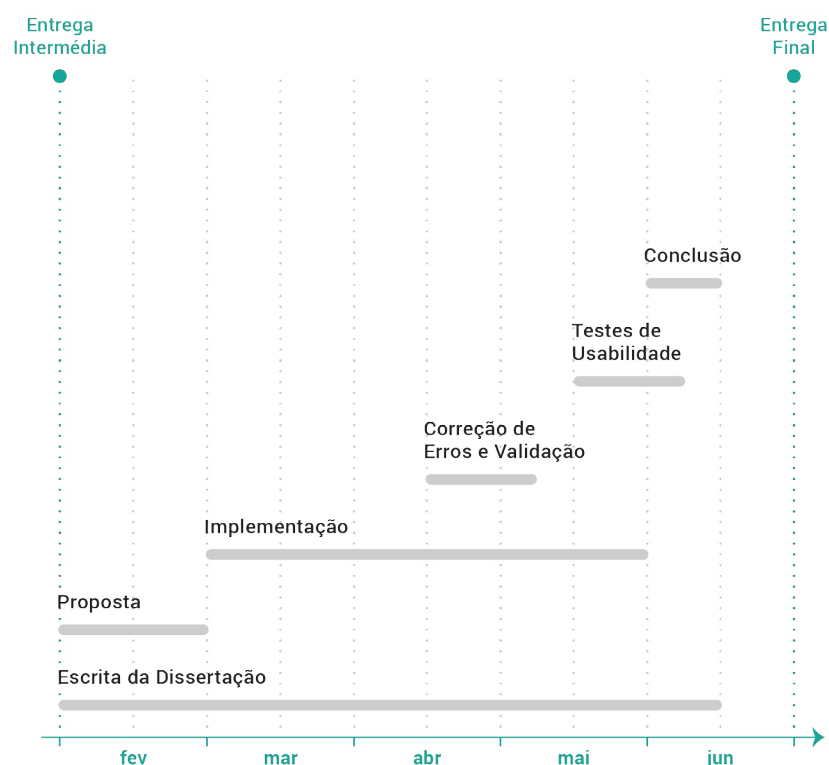 Entrega
Intermédia
Entrega
Final
Conclusão
Testes de
Usabilidade
Correção de
Erros e Validação
Implementação
Proposta
Escrita da Dissertação
fev
mar
abr
mai
jun